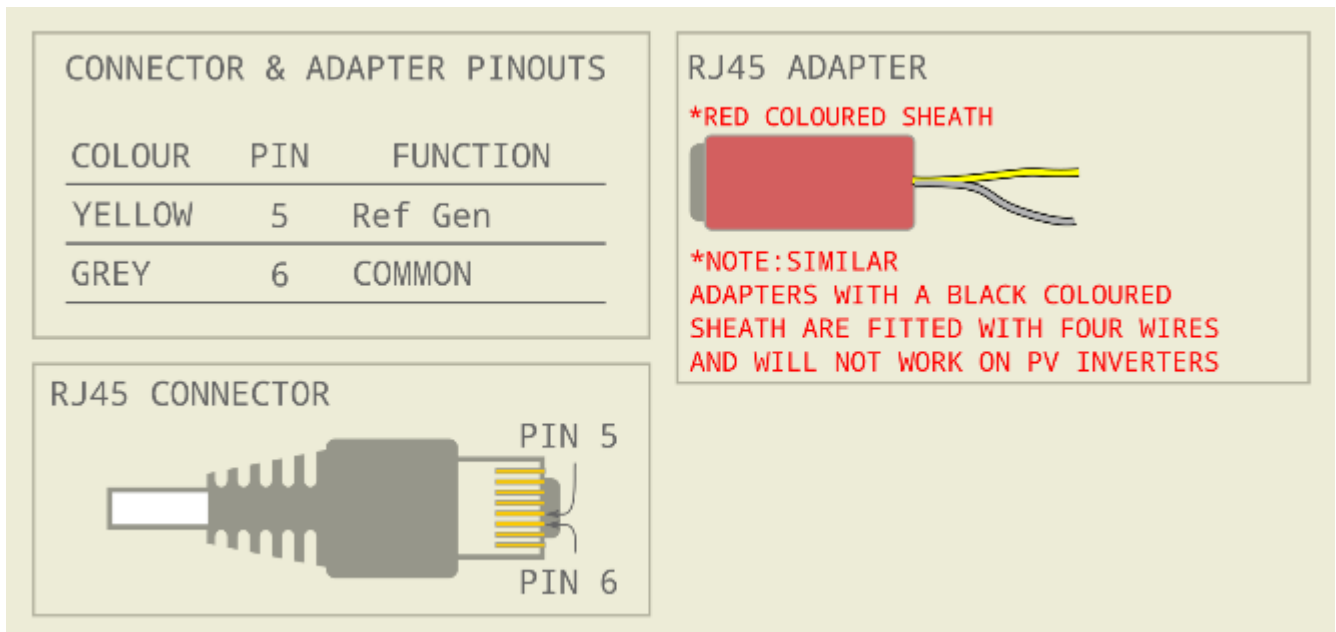 CONNECTOR & ADAPTER PINOUTS
COLOUR PIN FUNCTION
YELLOW 5 Ref Gen
GREY 6 COMMON
RJ45 CONNECTOR
PIN 5
PIN 6
RJ45 ADAPTER
*RED COLOURED SHEATH
*NOTE:SIMILAR
ADAPTERS WITH A BLACK COLOURED
SHEATH ARE FITTED WITH FOUR WIRES
AND WILL NOT WORK ON PV INVERTERS